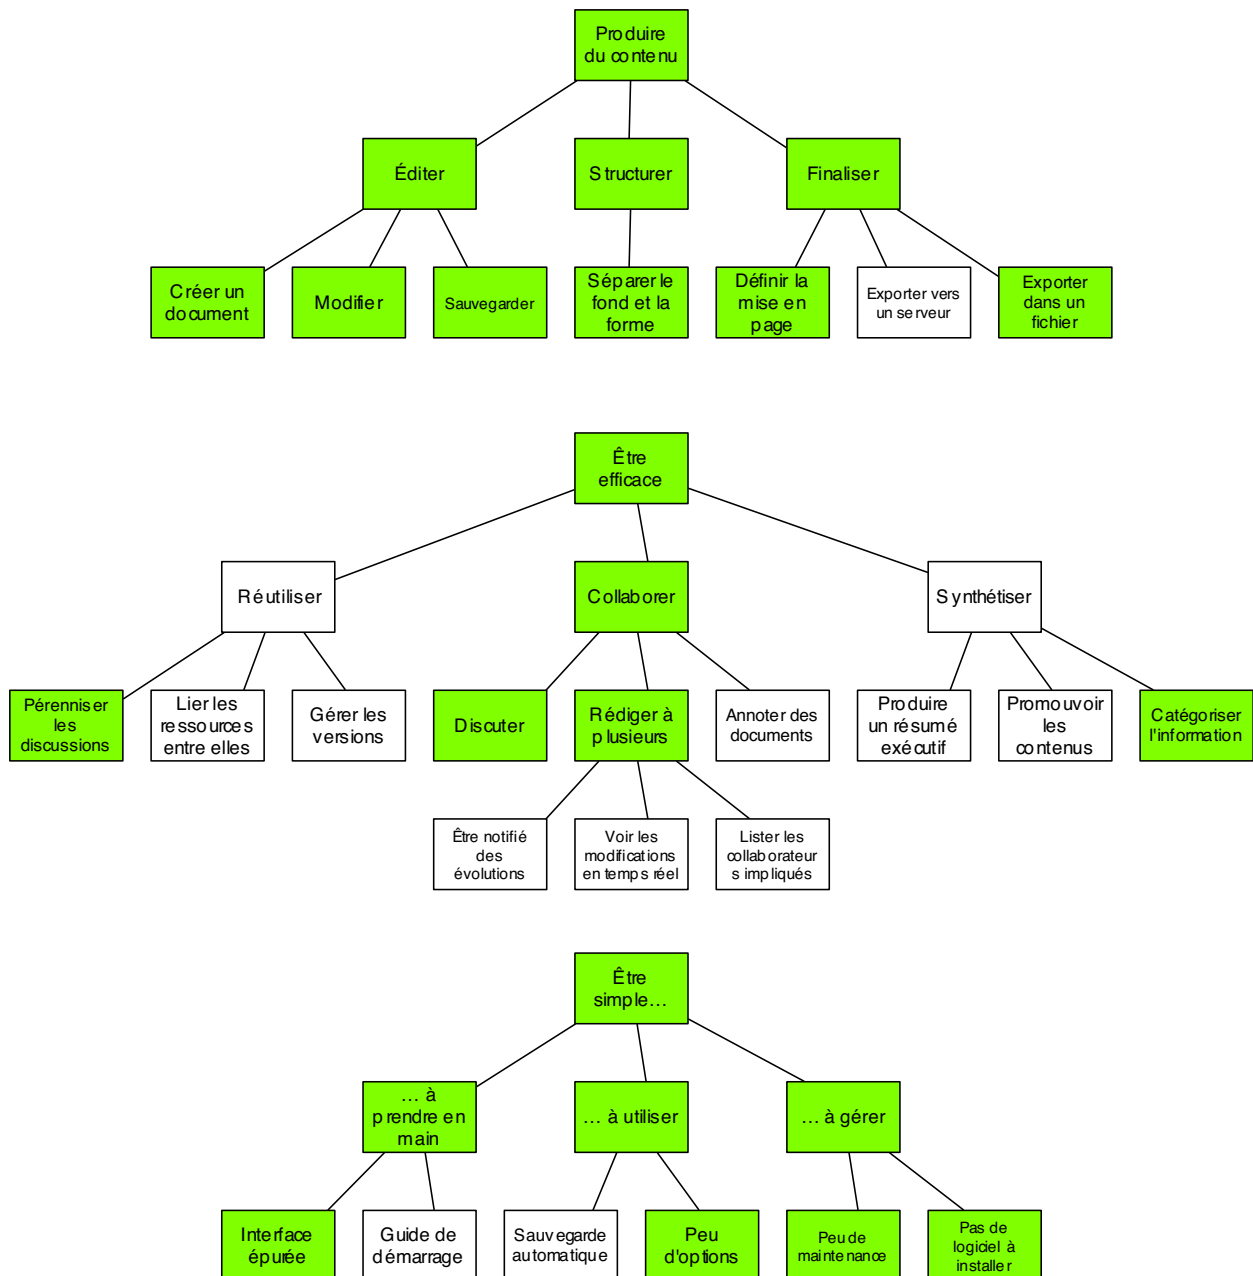 Produire
du contenu
Éditer
Structurer
Finaliser
Créer un
document
Modifier
Sauvegarder
Séparer le
fond et la
forme
Définir la
mise en
page
Exporter vers
un serveur
Exporter
dans un
fichier
Être
efficace
Réutiliser
Collaborer
Synthétiser
Pérenniser
les
discussions
Lier les
ressources
entre elles
Gérer les
versions
Discuter
Rédiger à
plusieurs
Annoter des
documents
Produire
un résumé
exécutif
Promouvoir
les
contenus
Catégoriser
l'information
Être notifié
des
évolutions
Voir les
modifications
en temps réel
Lister les
collaborateur
s impliqués
Être
simple…
… à
prendre en
main
… à utiliser
… à gérer
Interface
épurée
Guide de
démarrage
Sauvegarde
automatique
Peu
d'options
Peu de
maintenance
Pas de
logiciel à
installer